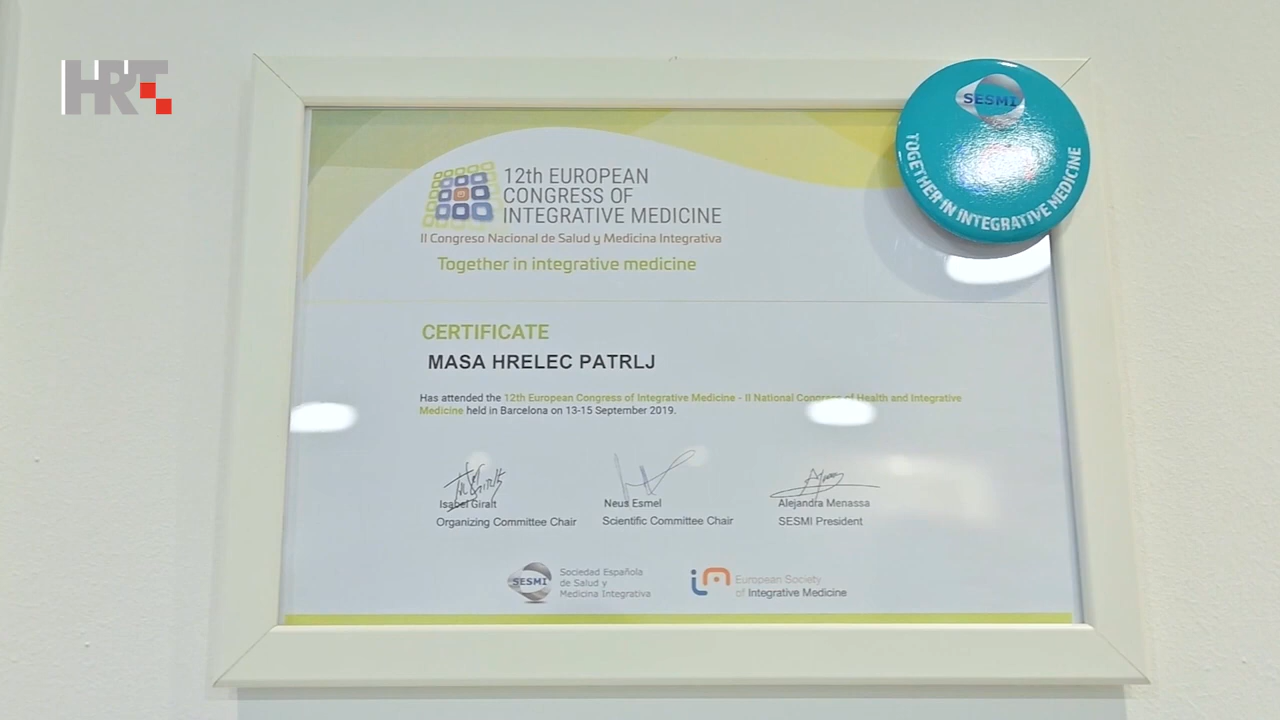 HRT
SESMI
TOGETHER IN INTEGRATIVE MEDICINE
12th EUROPEAN
CONGRESS OF
INTEGRATIVE MEDICINE
II Congreso Nacional de Salud y Medicina Integrativa
Together in integrative medicine
CERTIFICATE
MASA HRELEC PATRLJ
Has attended the 12th European Congress of Integrative Medicine - II National Congress of Health and Integrative
Medicine held in Barcelona on 13-15 September 2019.
Isabel Giralt
Organizing Committee Chair
Neus Esmel
Scientific Committee Chair
Alejandra Menassa
SESMI President
SESMI
Sociedad Española
de Salud y
Medicina Integrativa
European Society
of Integrative Medicine